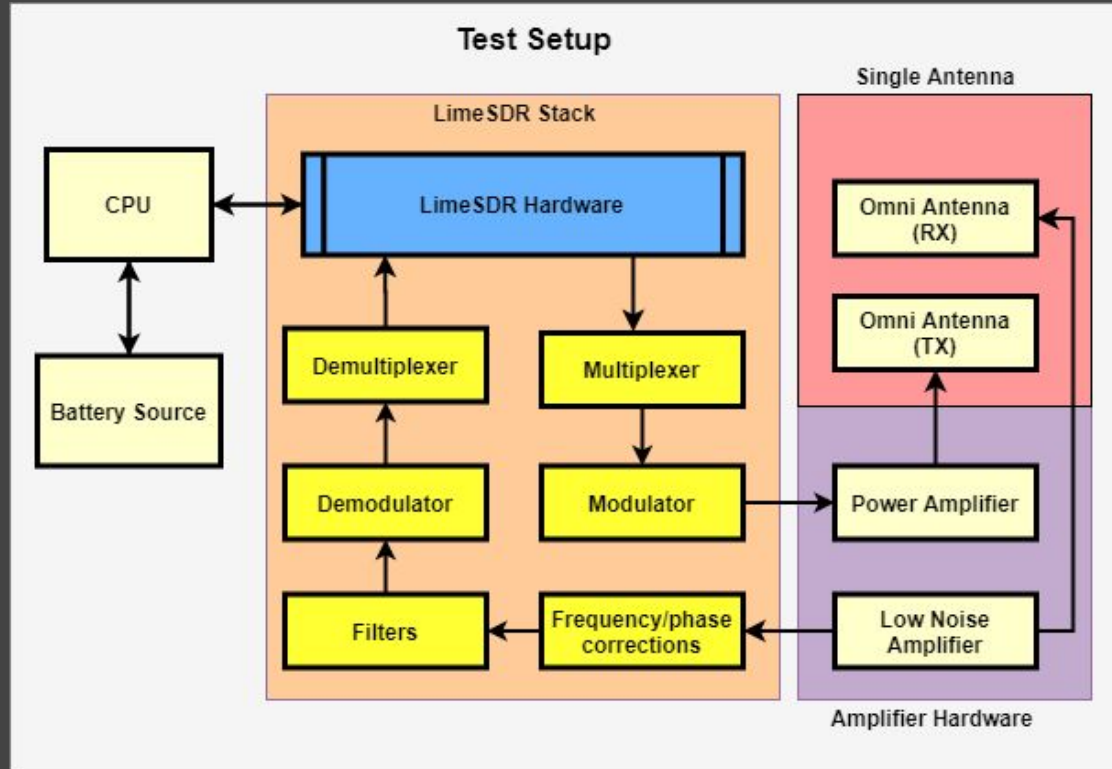 Test Setup
Single Antenna
LimeSDR Stack
CPU
LimeSDR Hardware
Omni Antenna
(RX)
Omni Antenna
(TX)
Demultiplexer
Multiplexer
Battery Source
Demodulator
Modulator
Power Amplifier
Filters
Frequency/phase
corrections
Low Noise
Amplifier
Amplifier Hardware